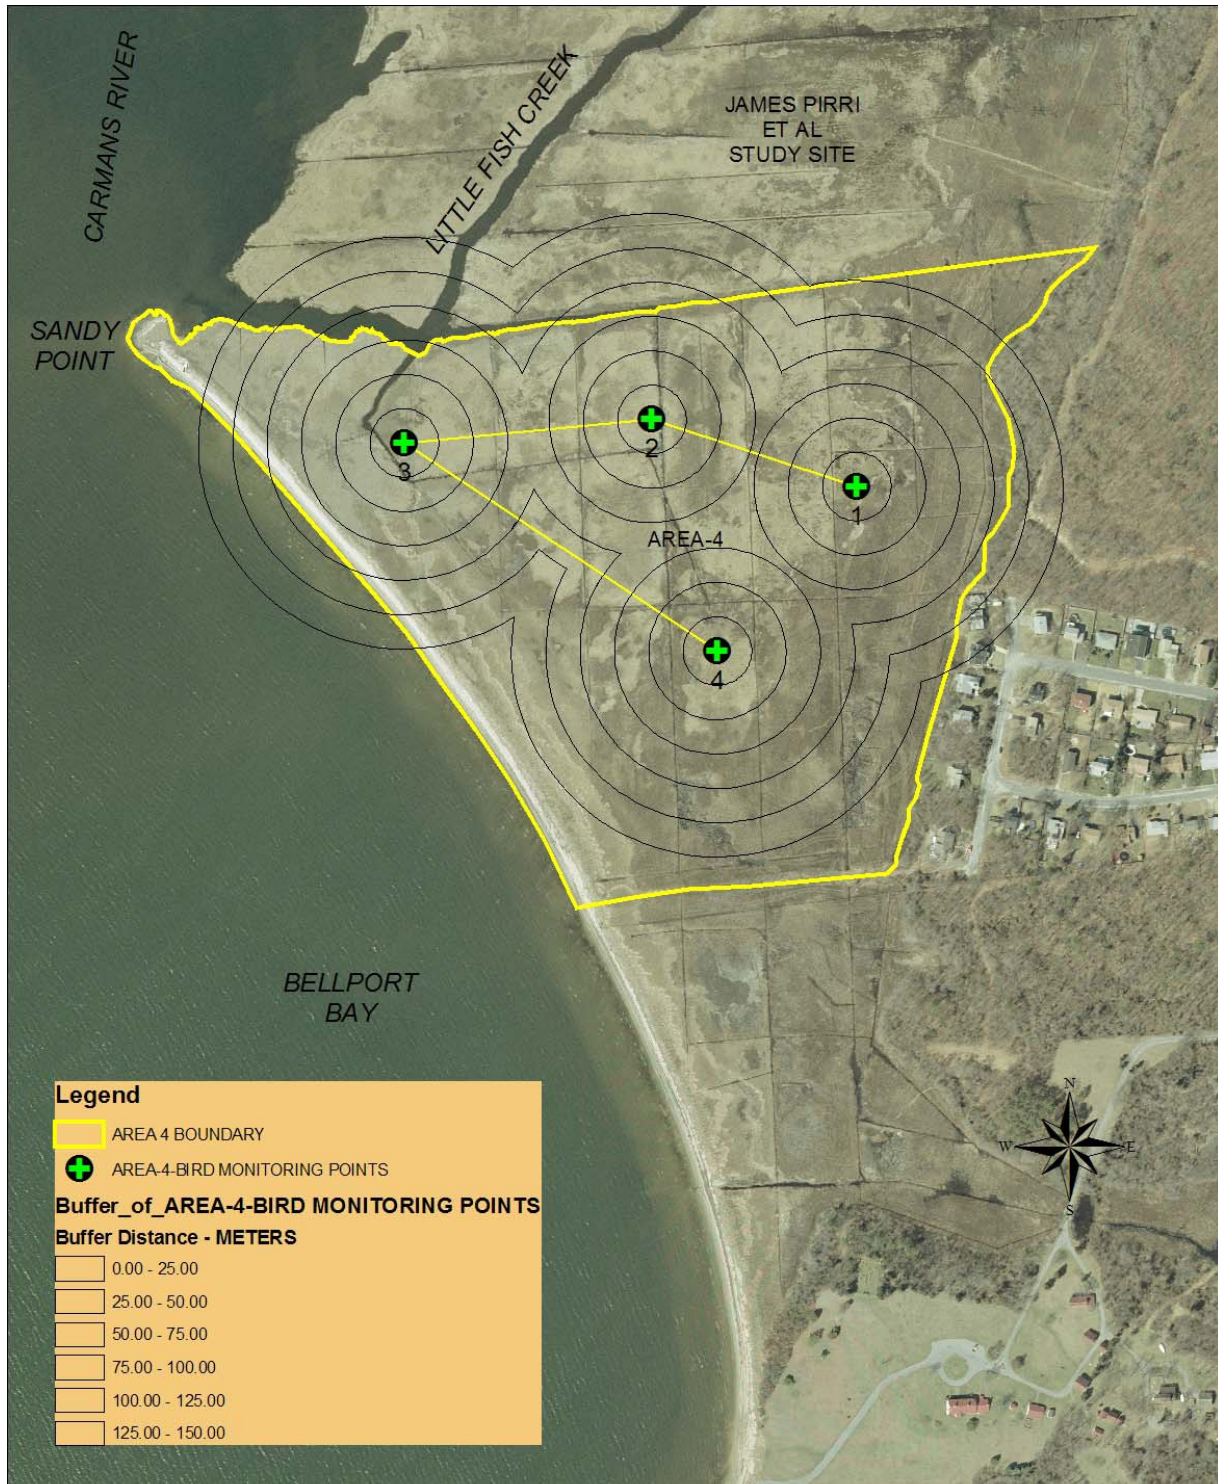 CARMANS RIVER
LITTLE FISH CREEK
JAMES PIRRI
ET AL
STUDY SITE
SANDY
POINT
3
2
1
AREA-4
4
BELLPORT
BAY
Legend
AREA 4 BOUNDARY
AREA-4-BIRD MONITORING POINTS
Buffer_of_AREA-4-BIRD MONITORING POINTS
Buffer Distance - METERS
0.00 - 25.00
25.00 - 50.00
50.00 - 75.00
75.00 - 100.00
100.00 - 125.00
125.00 - 150.00
N
W
E
S